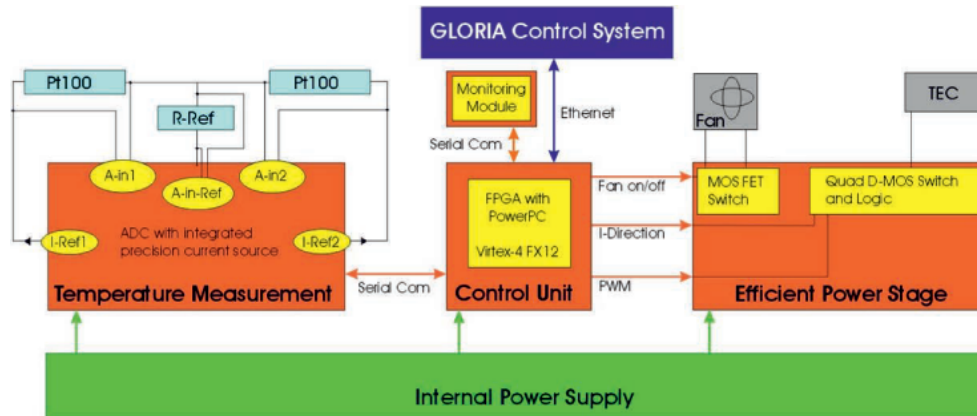 GLORIA Control System
Pt100
Pt100
R-Ref
Monitoring
Module
Ethernet
Serial Com
Fan
TEC
A-in1
A-in-Ref
A-in2
I-Ref1
I-Ref2
ADC with integrated
precision current source
Temperature Measurement
Serial Com
FPGA with
PowerPC
Virtex-4 FX12
Control Unit
Fan on/off
I-Direction
PWM
MOS FET
Switch
Quad D-MOS Switch
and Logic
Efficient Power Stage
Internal Power Supply